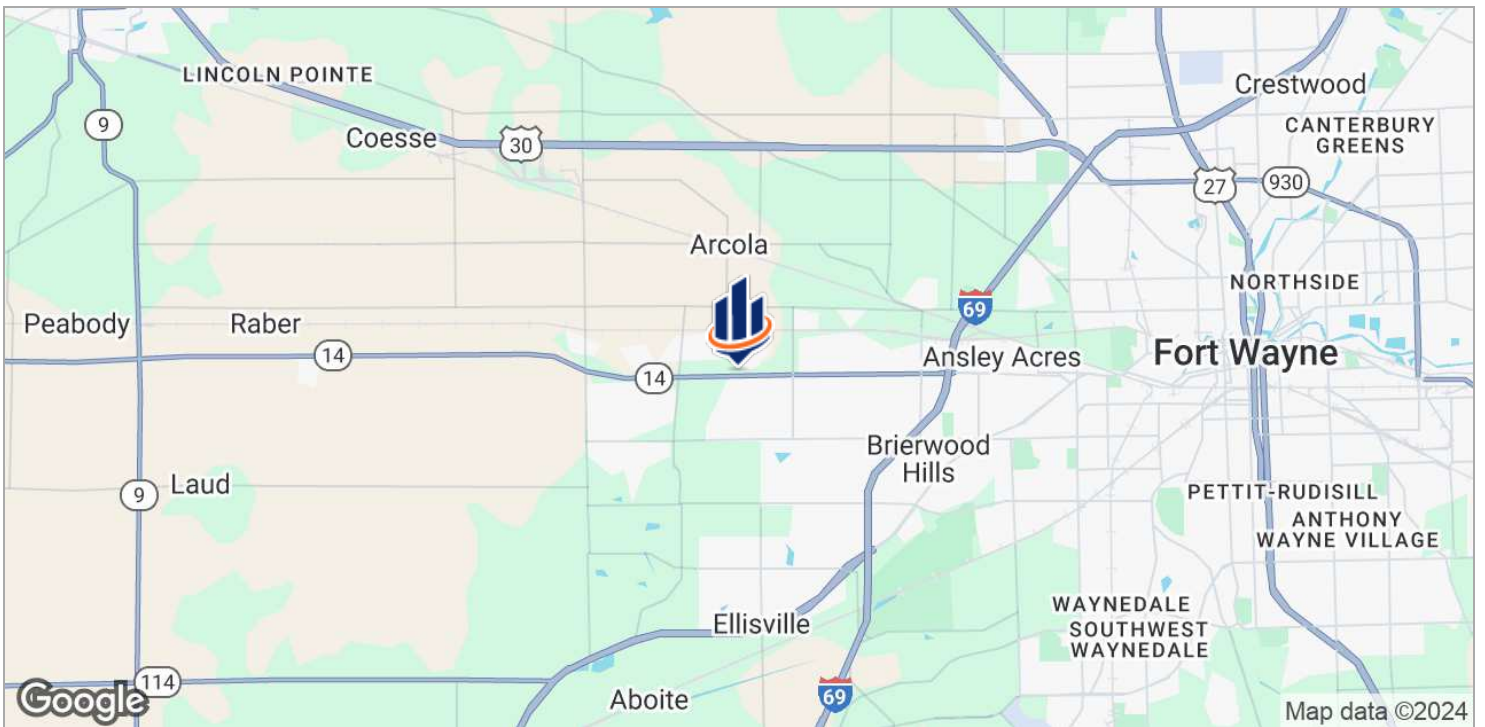 LINCOLN POINTE
Crestwood
9
Coesse
30
CANTERBURY
GREENS
27
930
Arcola
NORTHSIDE
69
Peabody
Raber
14
14
Ansley Acres
Fort Wayne
Brierwood
Hills
9
Laud
PETTIT-RUDISILL
ANTHONY
WAYNE VILLAGE
WAYNEDALE
SOUTHWEST
WAYNEDALE
Ellisville
114
Aboite
69
Google
Map data ©2024